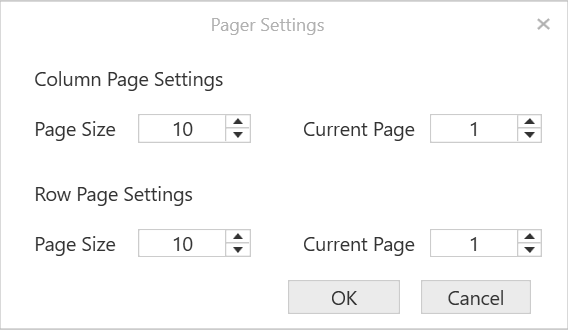 Pager Settings
Column Page Settings
Page Size 10 Current Page 1
Row Page Settings
Page Size 10 Current Page 1
OK Cancel